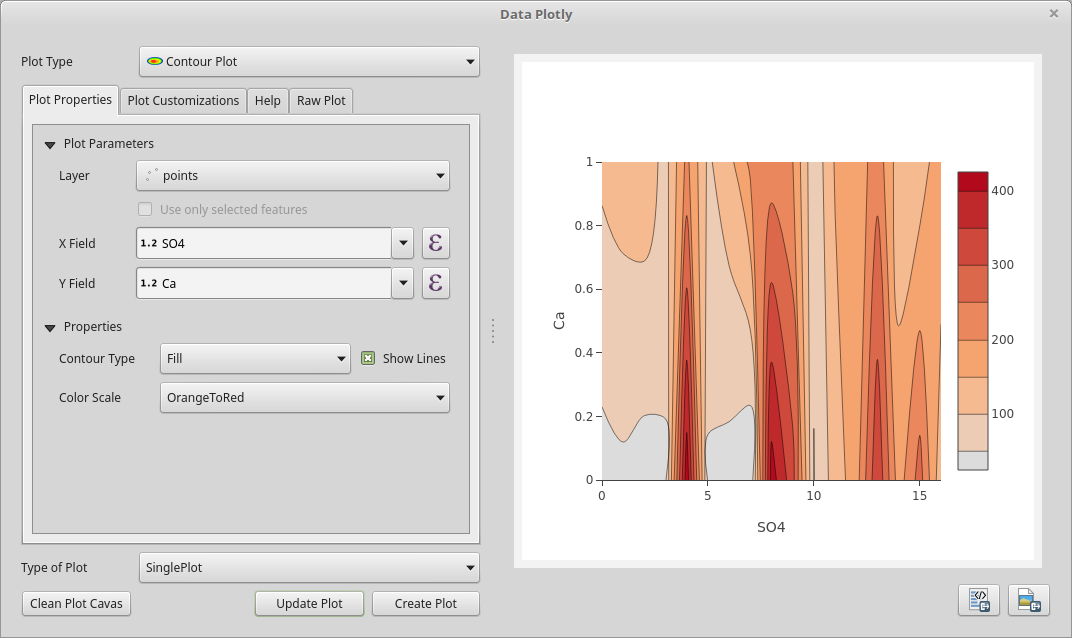 Data Plotly
Plot Type
Contour Plot
Plot Properties
Plot Customizations
Help
Raw Plot
Plot Parameters
Layer
points
Use only selected features
X Field
1.2 SO4
ε
Y Field
1.2 Ca
ε
Properties
Contour Type
Fill
Show Lines
Color Scale
OrangeToRed
Type of Plot
SinglePlot
Clean Plot Cavas
Update Plot
Create Plot
1
0.8
0.6
0.4
0.2
0
Ca
0
5
10
15
SO4
400
300
200
100